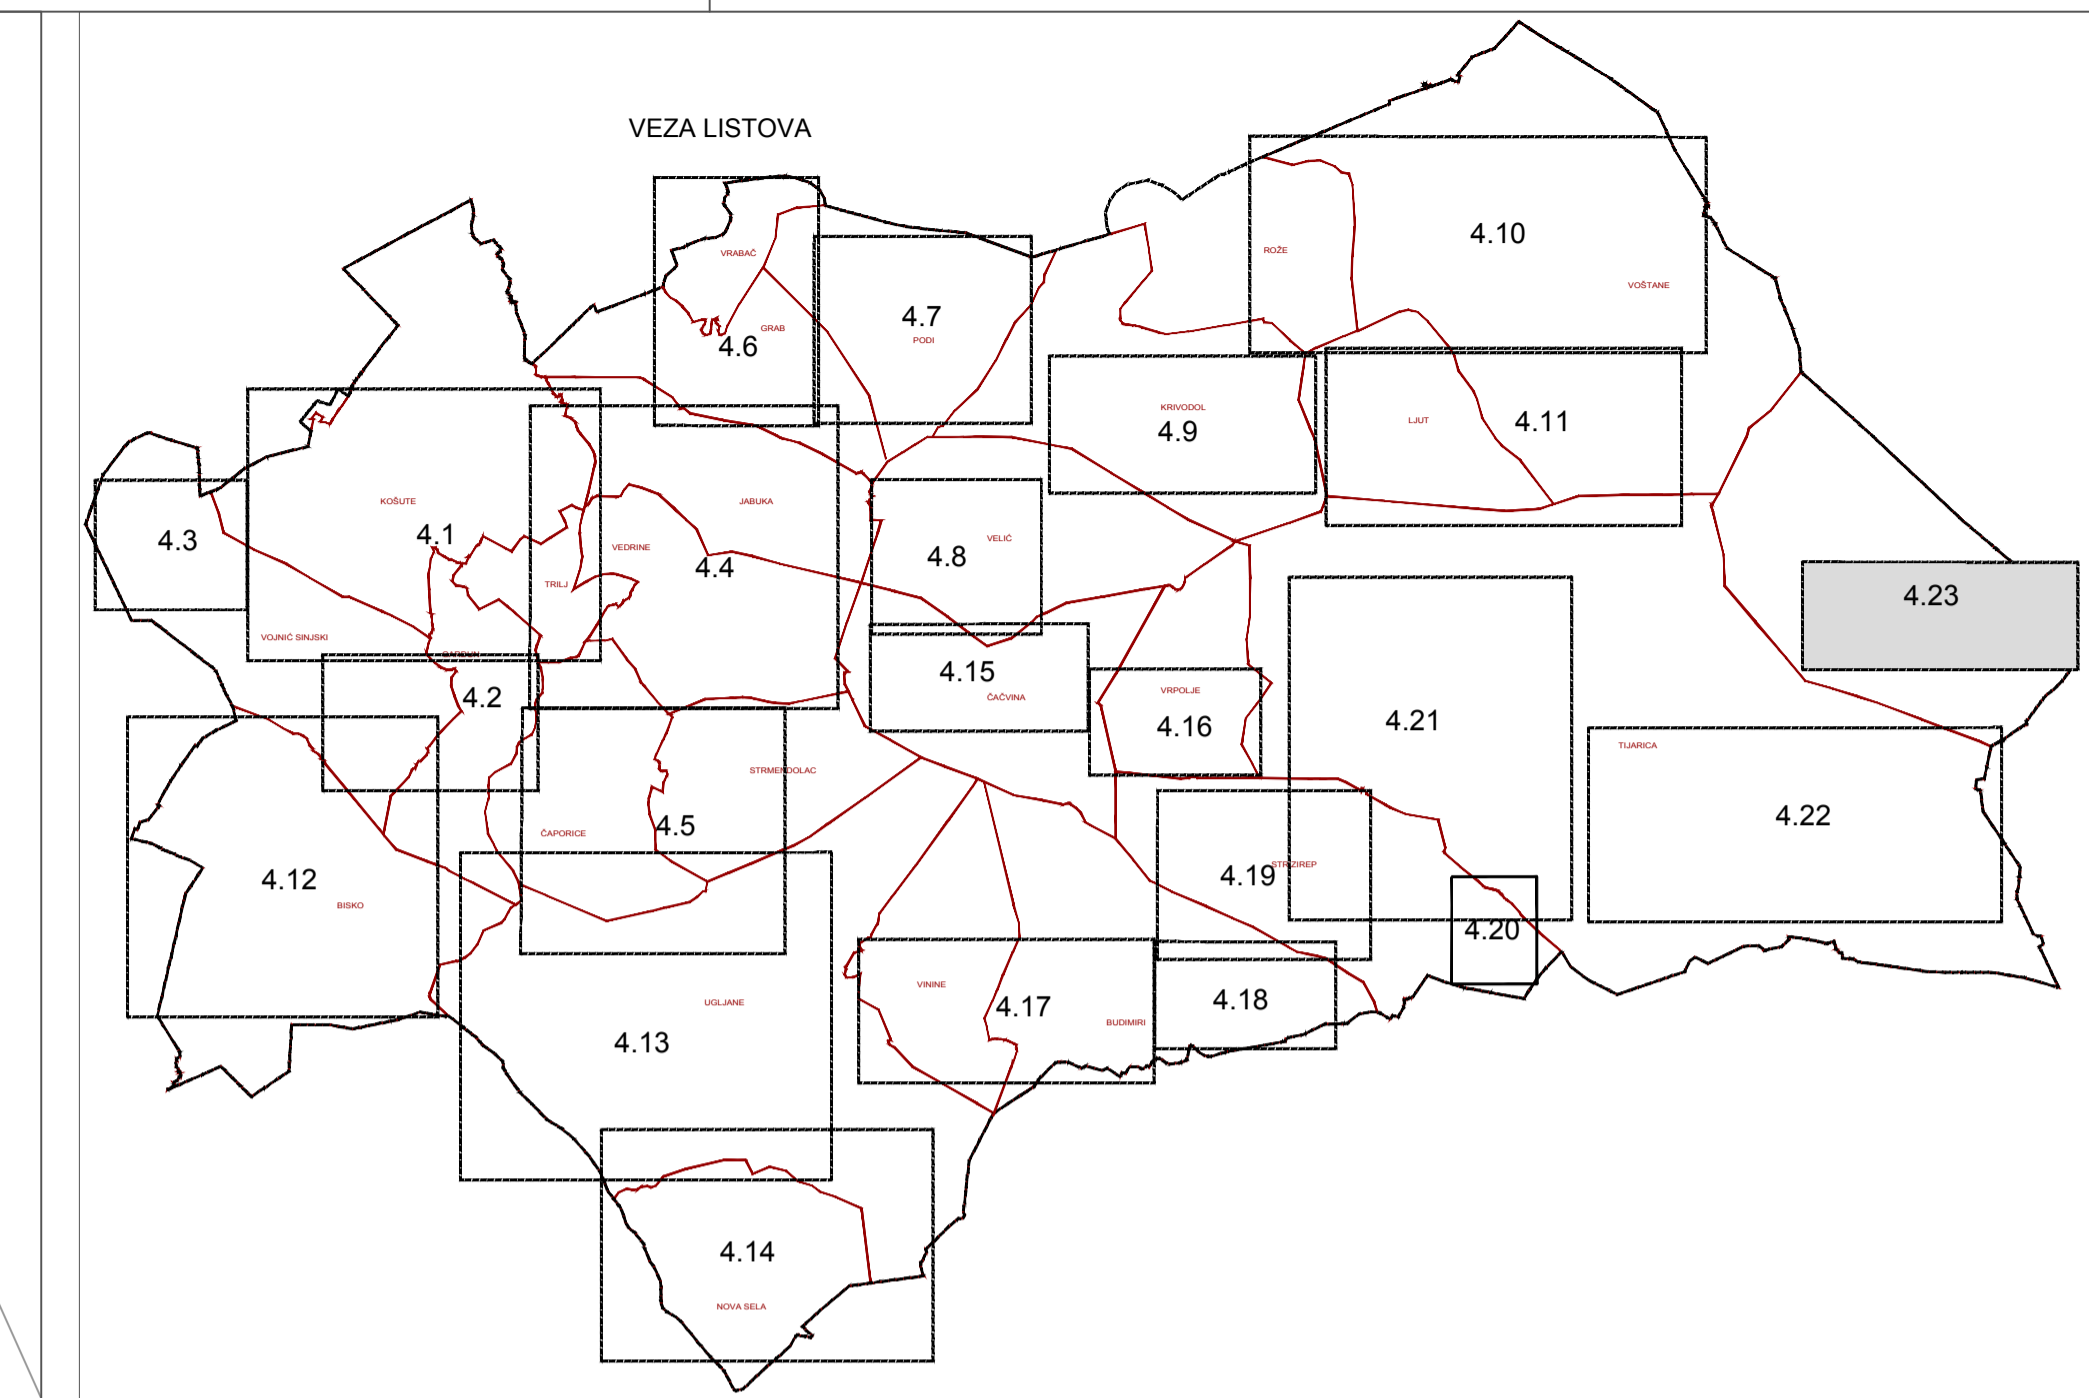 VEZA LISTOVA
4.10
ROŽE
VOŠTANE
VRABAČ
GRAB
4.6
4.7
PODI
KRIVODOL
4.9
LJUT
4.11
KOŠUTE
4.1
JABUKA
4.3
VEDRINE
4.4
TRILJ
VELIĆ
4.8
4.23
VOJNIĆ SINJSKI
GARDUN
4.2
4.15
ČAČVINA
VRPOLJE
4.16
4.21
TIJARICA
4.22
STRMENDOLAC
ČAPORICE
4.5
4.12
BISKO
4.19
STRIZIREP
4.20
VININE
4.17
BUDIMIRI
4.18
UGLJANE
4.13
4.14
NOVA SELA